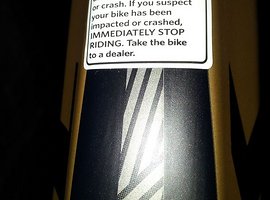 or crash. If you suspect
your bike has been
impacted or crashed,
IMMEDIATELY STOP
RIDING. Take the bike
to a dealer.